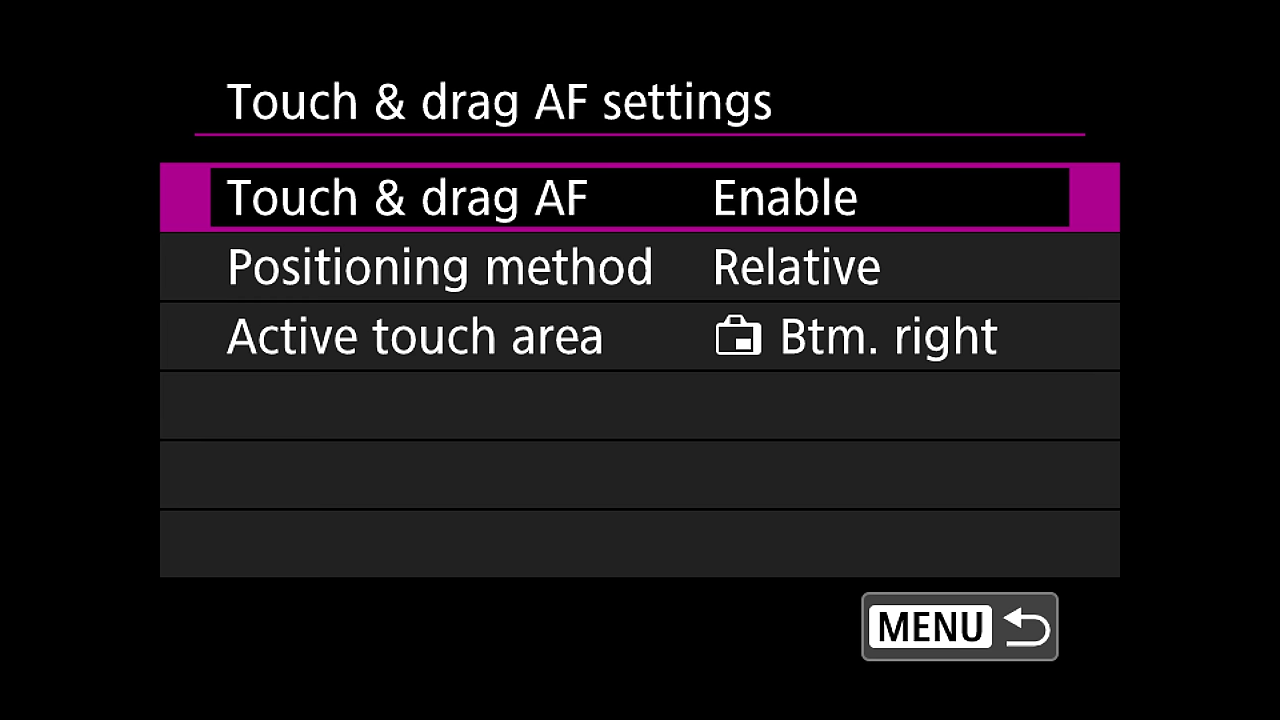 Touch & drag AF settings
Touch & drag AF Enable
Positioning method Relative
Active touch area Btm. right
MENU